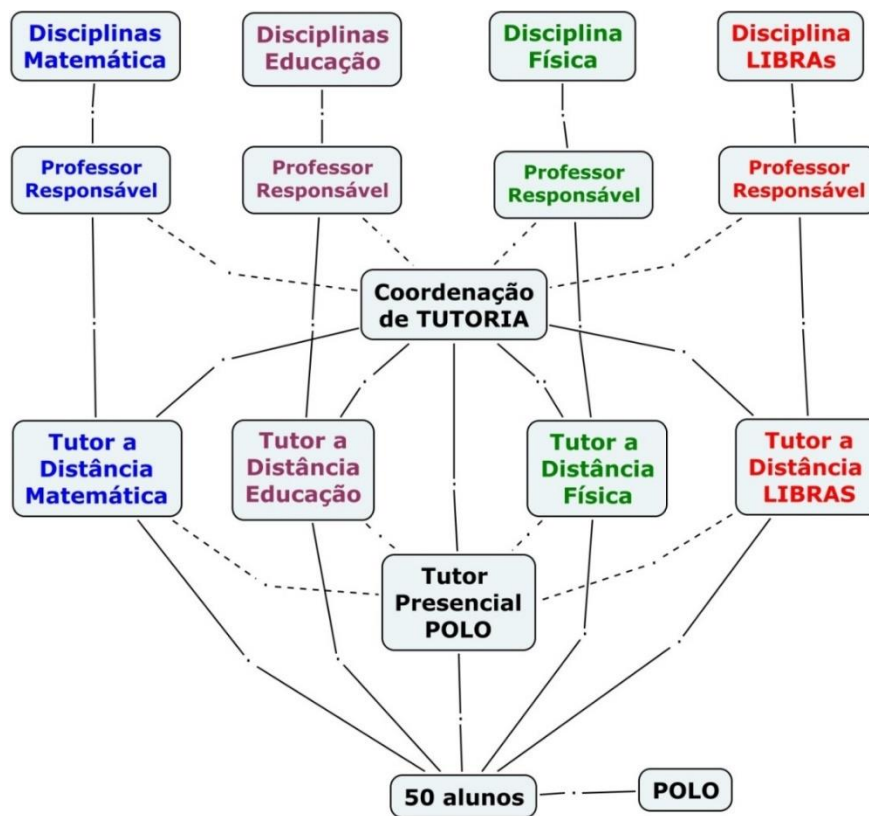 Disciplinas
Matemática
Disciplinas
Educação
Disciplina
Física
Disciplina
LIBRAs
Professor
Responsável
Professor
Responsável
Professor
Responsável
Professor
Responsável
Coordenação
de TUTORIA
Tutor a
Distância
Matemática
Tutor a
Distância
Educação
Tutor a
Distância
Física
Tutor a
Distância
LIBRAS
Tutor
Presencial
POLO
50 alunos
POLO